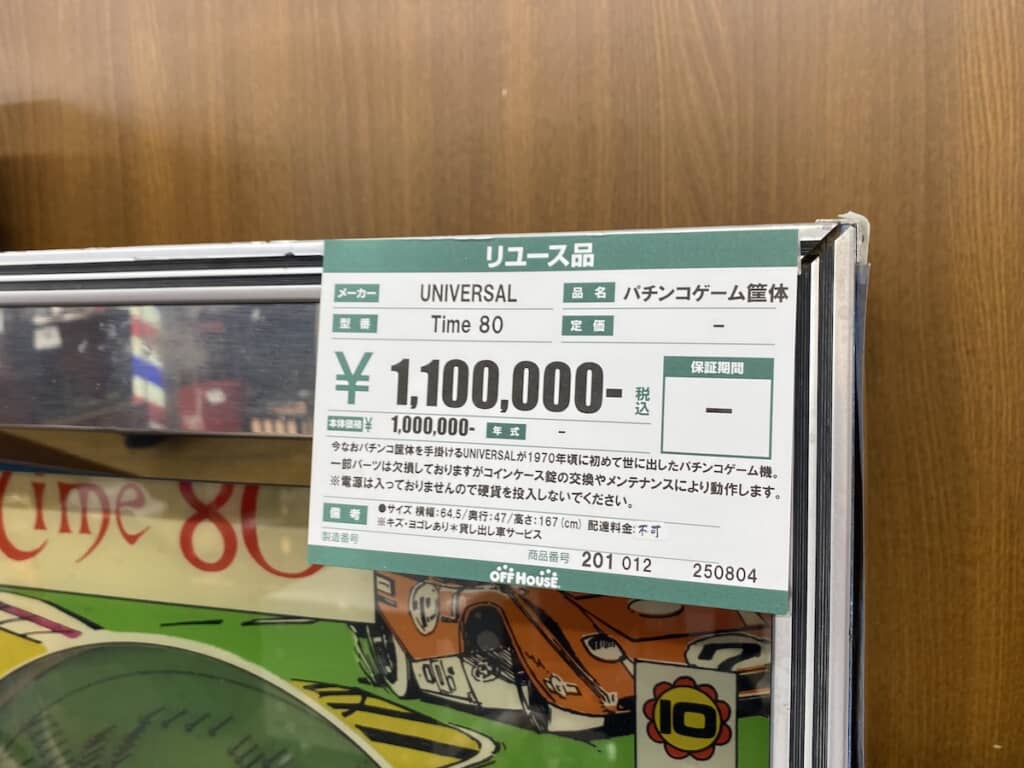 リユース品
メーカー UNIVERSAL 品名 パチンコゲーム筐体
型番 Time 80 定価 -
¥ 1,100,000- 税込 保証期間
本体価格¥ 1,000,000- 年式 - -
今なおパチンコ筐体を手掛けるUNIVERSALが1970年頃に初めて世に出したパチンコゲーム機。
一部パーツは欠損しておりますがコインケース錠の交換やメンテナンスにより動作します。
※電源は入っておりませんので硬貨を投入しないでください。
備考 ●サイズ 横幅:64.5/奥行:47/高さ:167(cm) 配達料金:不可
※キズ・ヨゴレあり*貸し出し車サービス
製造番号
商品番号 201 012 250804
OFF HOUSE
Time 80
7
10